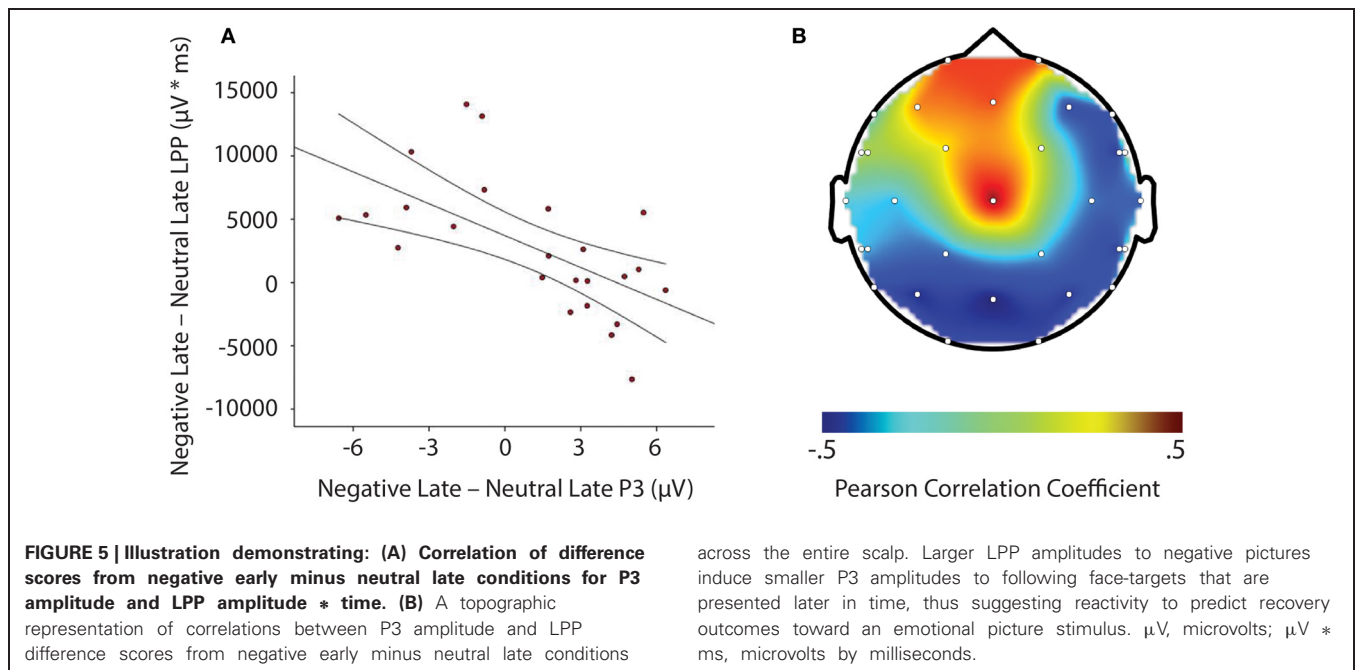 A
Negative Late – Neutral Late LPP (µV * ms)
15000
10000
5000
0
-5000
-10000
-6 -3 0 3 6
Negative Late – Neutral Late P3 (µV)
B
-.5 .5
Pearson Correlation Coefficient
FIGURE 5 | Illustration demonstrating: (A) Correlation of difference
scores from negative early minus neutral late conditions for P3
amplitude and LPP amplitude * time. (B) A topographic
representation of correlations between P3 amplitude and LPP
difference scores from negative early minus neutral late conditions
across the entire scalp. Larger LPP amplitudes to negative pictures
induce smaller P3 amplitudes to following face-targets that are
presented later in time, thus suggesting reactivity to predict recovery
outcomes toward an emotional picture stimulus. µV, microvolts; µV *
ms, microvolts by milliseconds.